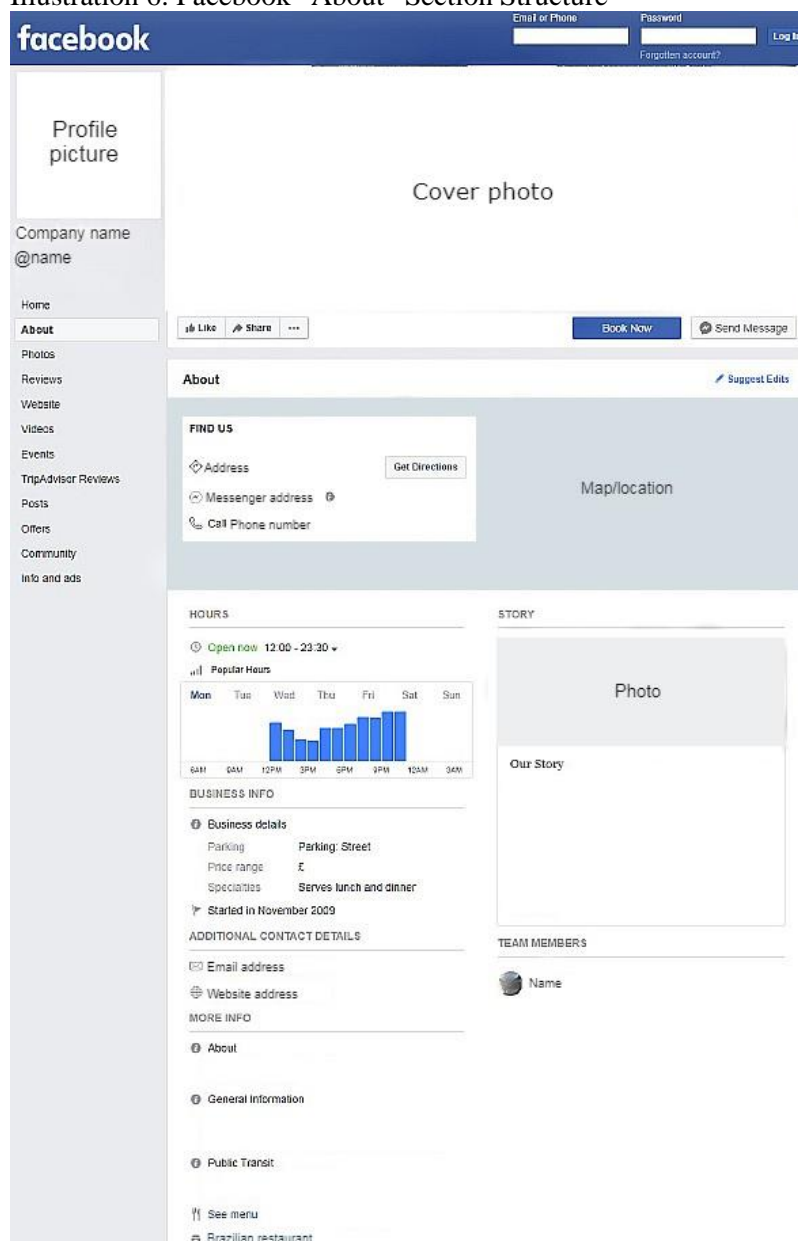 Illustration 6. Facebook "About" Section Structure
facebook
Email or Phone
Password
Log In
Forgotten account?
Profile
picture
Cover photo
Company name
@name
Home
About
Photos
Reviews
Website
Videos
Events
TripAdvisor Reviews
Posts
Offers
Community
Info and ads
Like Share ...
Book Now
Send Message
About
Suggest Edits
FIND US
Address
Get Directions
Messenger address
Call Phone number
Map/location
HOURS
Open now 12:00 - 23:30
Popular Hours
Mon Tue Wed Thu Fri Sat Sun
6AM 9AM 12PM 3PM 6PM 9PM 12AM 3AM
BUSINESS INFO
Business details
Parking Parking: Street
Price range £
Specialties Serves lunch and dinner
Started in November 2009
ADDITIONAL CONTACT DETAILS
Email address
Website address
MORE INFO
About
General Information
Public Transit
See menu
Brazilian restaurant
STORY
Photo
Our Story
TEAM MEMBERS
Name